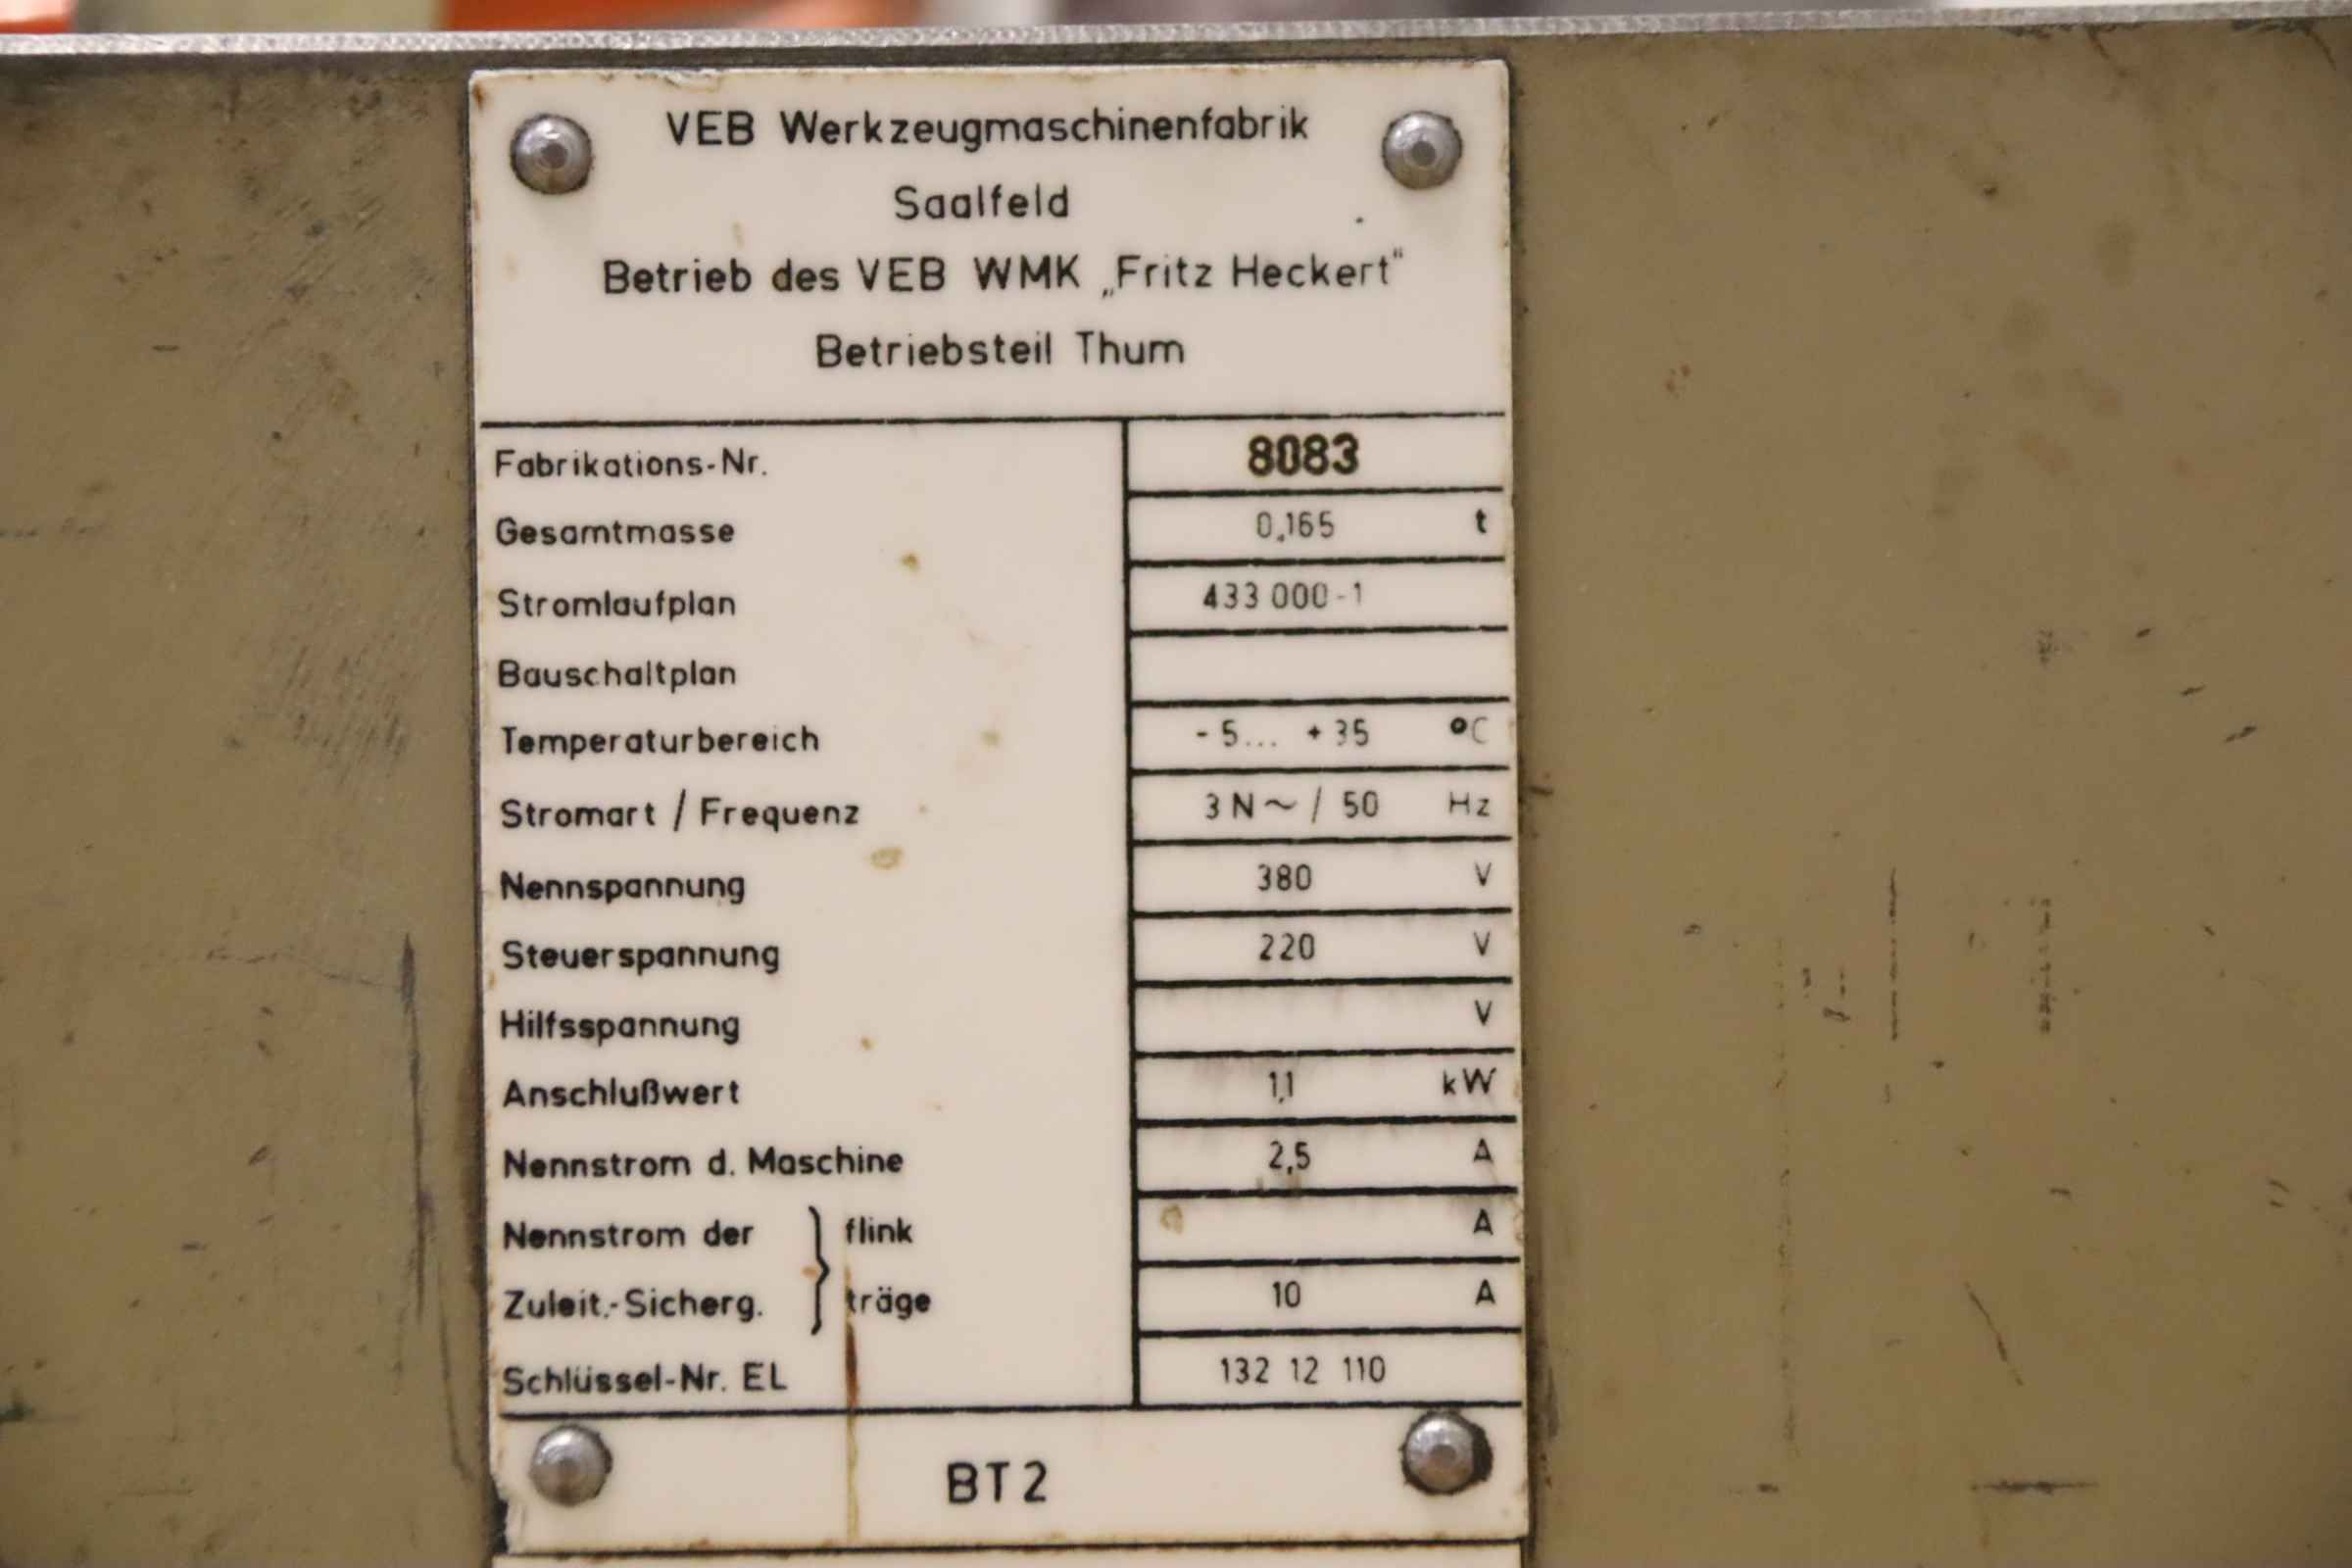 VEB Werkzeugmaschinenfabrik
Saalfeld
Betrieb des VEB WMK „Fritz Heckert“
Betriebsteil Thum
Fabrikations-Nr. 8083
Gesamtmasse 0,165 t
Stromlaufplan 433 000-1
Bauschaltplan
Temperaturbereich -5... +35 °C
Stromart / Frequenz 3N~/ 50 Hz
Nennspannung 380 V
Steuerspannung 220 V
Hilfsspannung V
Anschlußwert 1,1 kW
Nennstrom d. Maschine 2,5 A
Nennstrom der } flink A
Zuleit.-Sicherg. träge 10 A
Schlüssel-Nr. EL 132 12 110
BT2